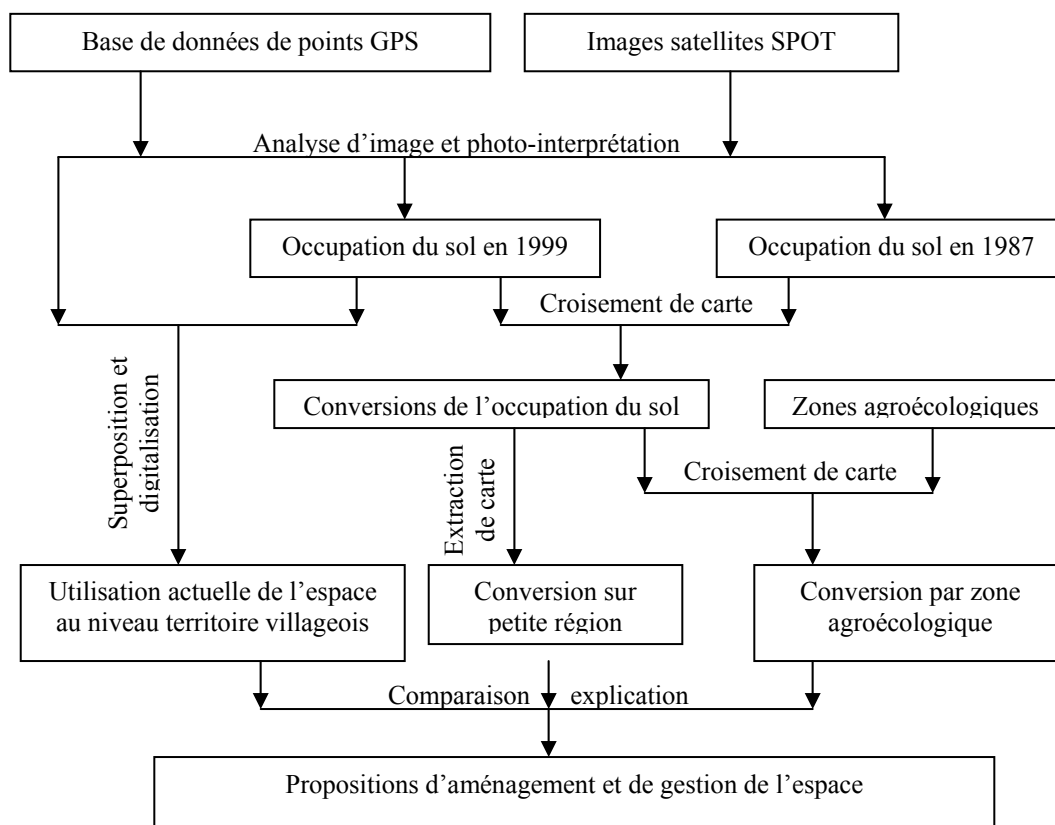 Base de données de points GPS
Images satellites SPOT
Analyse d’image et photo-interprétation
Occupation du sol en 1999
Occupation du sol en 1987
Croisement de carte
Superposition et
digitalisation
Conversions de l’occupation du sol
Zones agroécologiques
Extraction
de carte
Croisement de carte
Utilisation actuelle de l’espace
au niveau territoire villageois
Conversion sur
petite région
Conversion par zone
agroécologique
Comparaison explication
Propositions d’aménagement et de gestion de l’espace